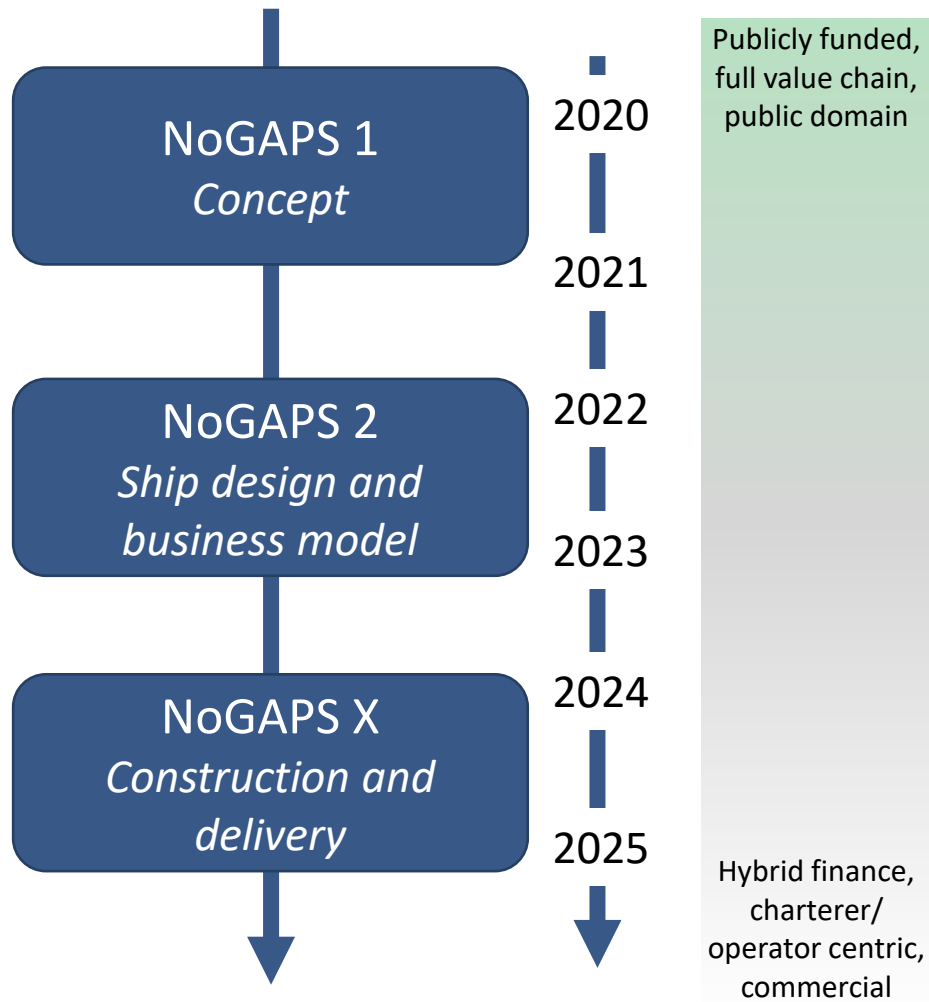 NoGAPS 1
Concept
NoGAPS 2
Ship design and
business model
NoGAPS X
Construction and
delivery
2020
2021
2022
2023
2024
2025
Publicly funded,
full value chain,
public domain
Hybrid finance,
charterer/
operator centric,
commercial